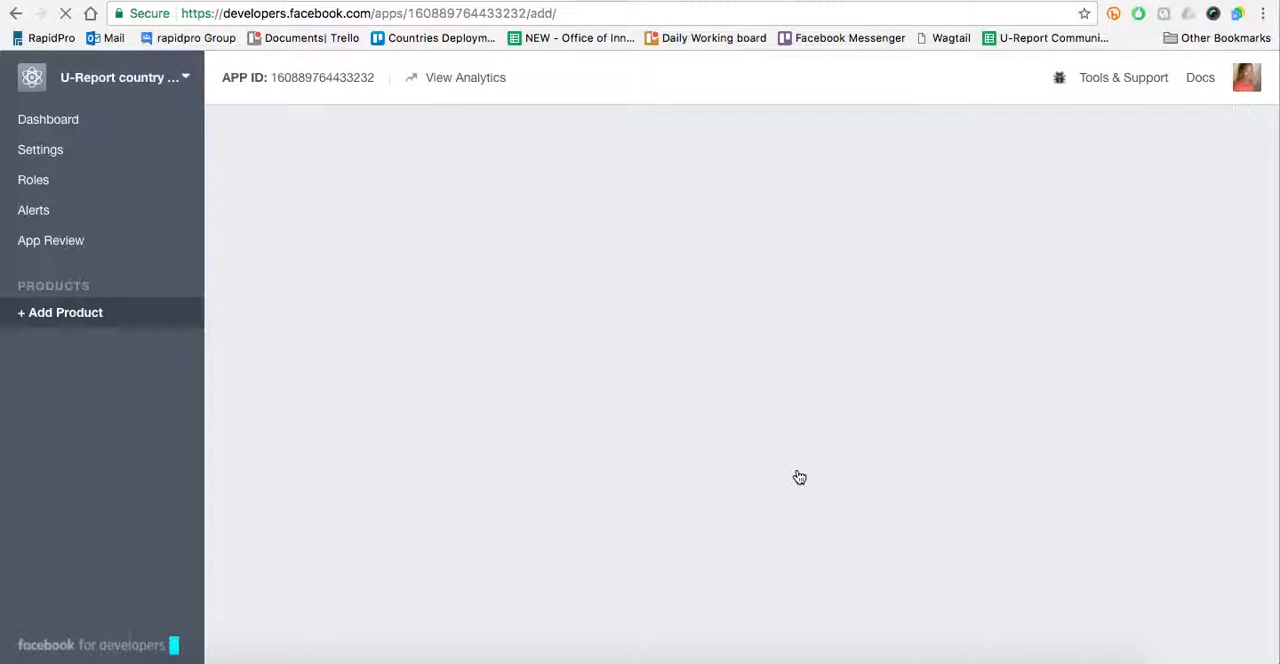 Secure https://developers.facebook.com/apps/160889764433232/add/
RapidPro Mail rapidpro Group Documents| Trello Countries Deploym... NEW - Office of Inn... Daily Working board Facebook Messenger Wagtail U-Report Communi... Other Bookmarks
U-Report country ... APP ID: 160889764433232 View Analytics Tools & Support Docs
Dashboard
Settings
Roles
Alerts
App Review
PRODUCTS
+ Add Product
facebook for developers